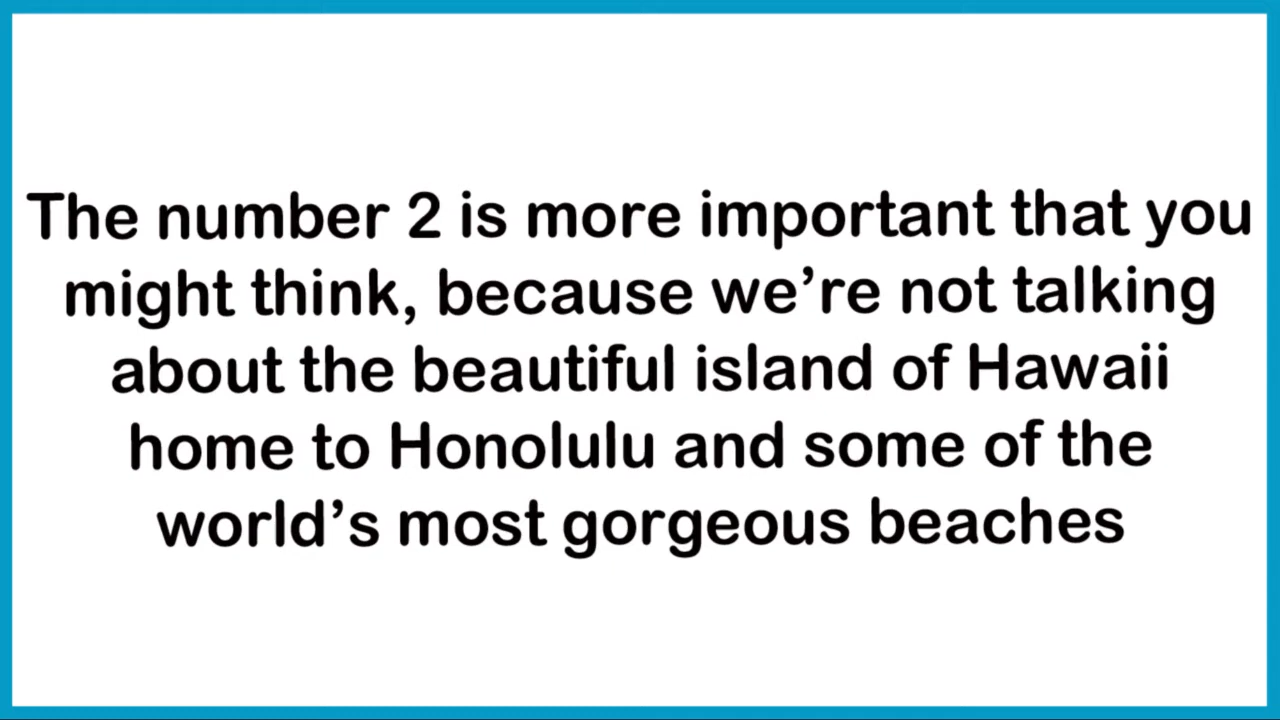 The number 2 is more important that you
might think, because we’re not talking
about the beautiful island of Hawaii
home to Honolulu and some of the
world’s most gorgeous beaches